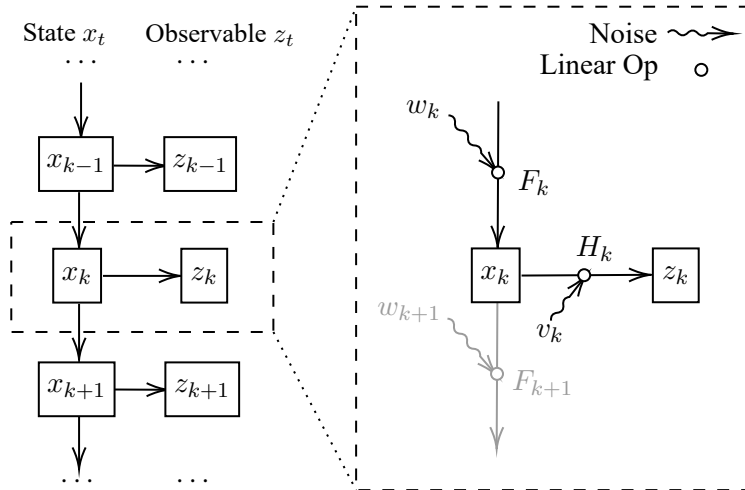 State $x_t$ Observable $z_t$
··· ···
$x_{k-1}$ $z_{k-1}$
$x_k$ $z_k$
$x_{k+1}$ $z_{k+1}$
··· ···
Noise
Linear Op
$w_k$
$F_k$
$H_k$
$x_k$ $z_k$
$v_k$
$w_{k+1}$
$F_{k+1}$